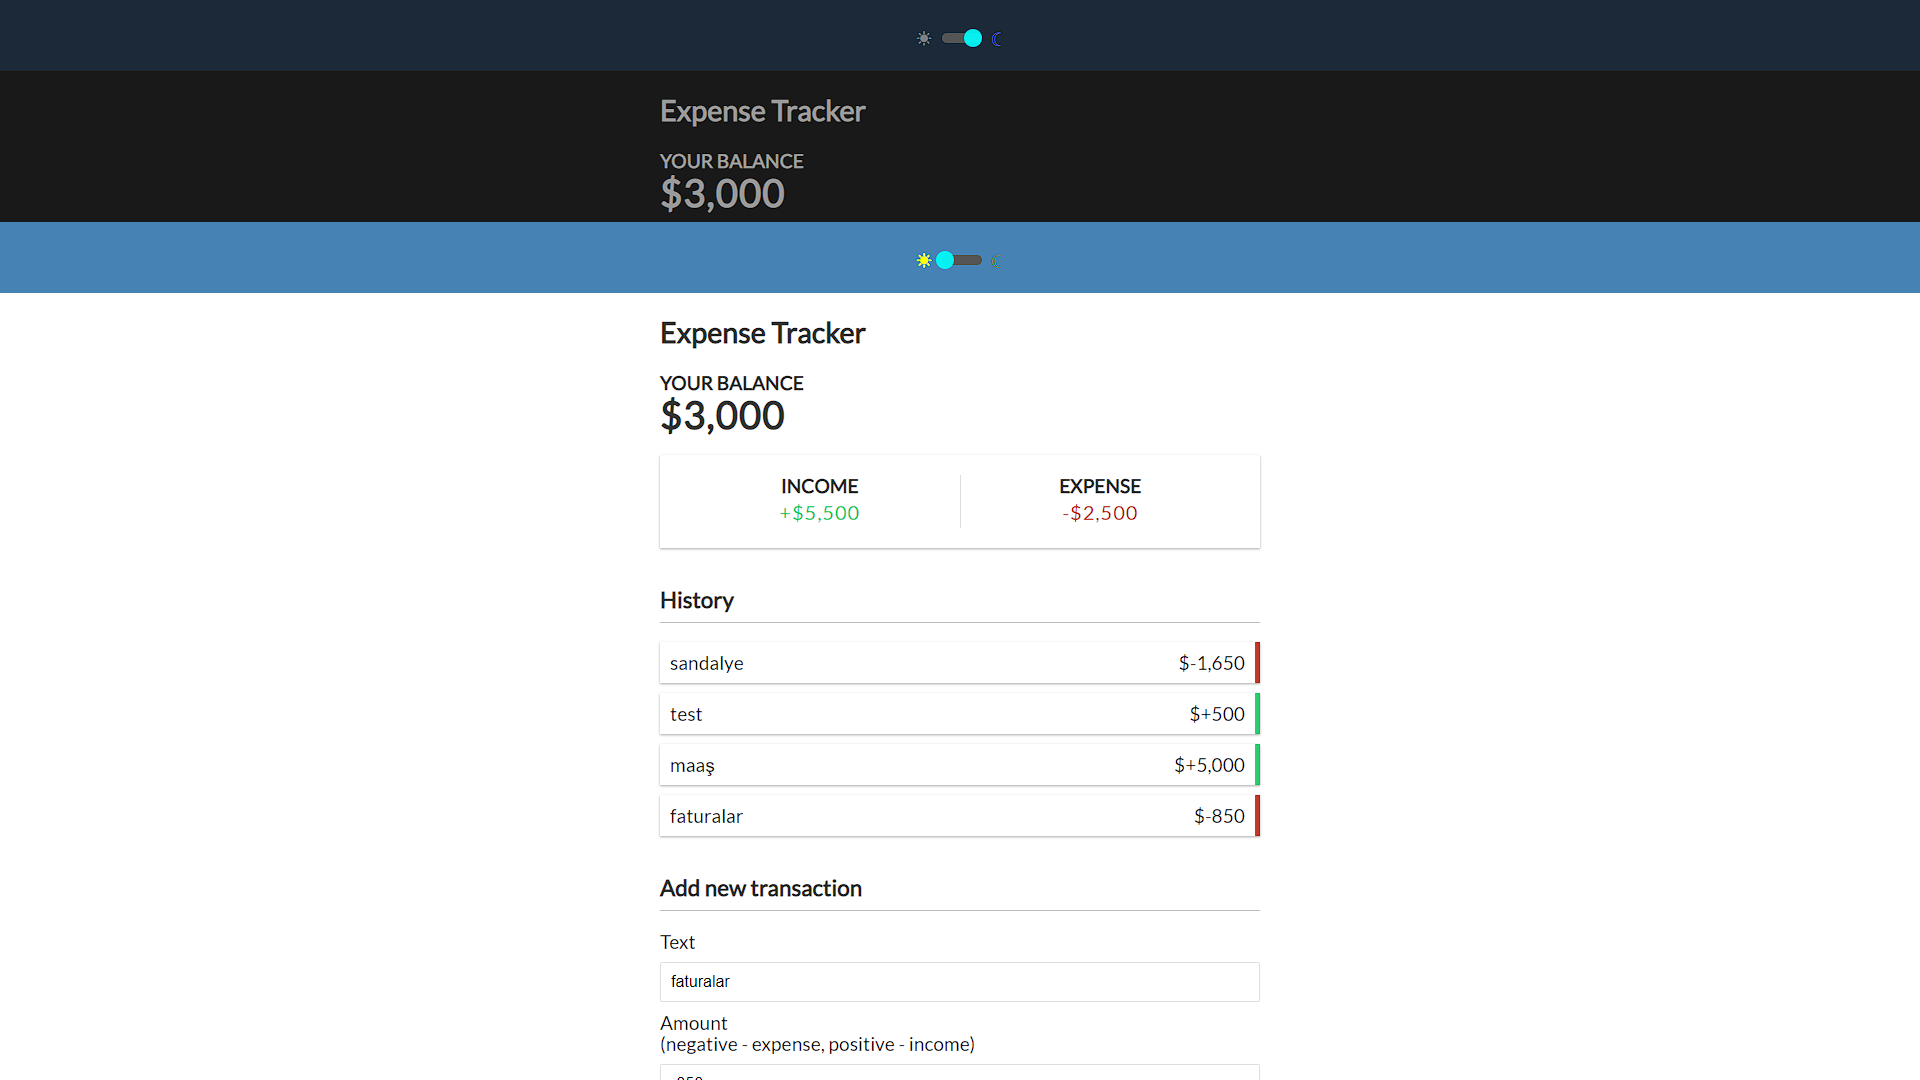 Expense Tracker
YOUR BALANCE
$3,000
Expense Tracker
YOUR BALANCE
$3,000
INCOME
EXPENSE
+$5,500
-$2,500
History
sandalye $-1,650
test $+500
maaş $+5,000
faturalar $-850
Add new transaction
Text
faturalar
Amount
(negative - expense, positive - income)